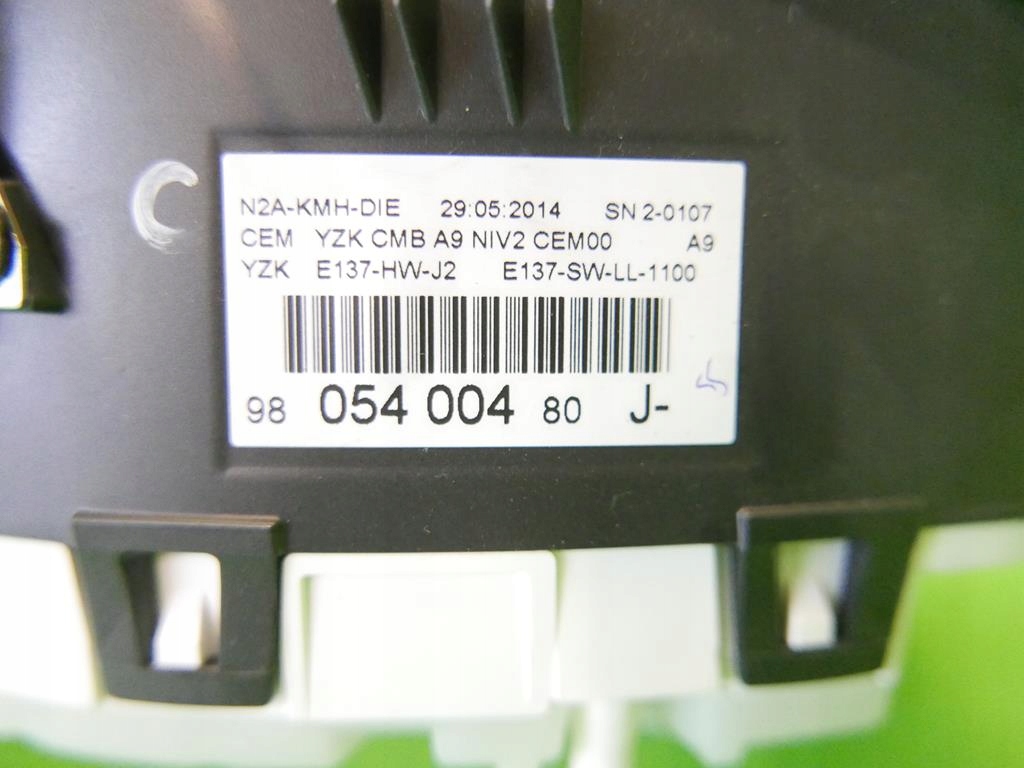 N2A-KMH-DIE 29:05:2014 SN 2-0107
CEM YZK CMB A9 NIV2 CEM00 A9
YZK E137-HW-J2 E137-SW-LL-1100
98 054 004 80 J-